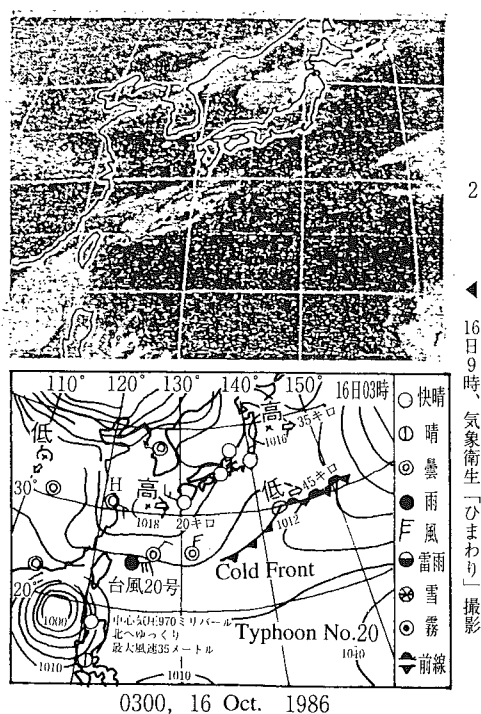 2
◀ 16日9時、気象衛生「ひまわり」撮影
110° 120° 130° 140° 150° 16日03時
高 35キロ
1016
低
H 高 L
1018 20キロ
低 45キロ
1012
30°
Cold Front
台風20号
20°
1000
中心気圧970ミリバール
北へゆっくり
最大風速35メートル
Typhoon No.20
1010
1010
1010
快晴
晴
曇
雨
風
雷雨
雪
霧
前線
0300, 16 Oct. 1986